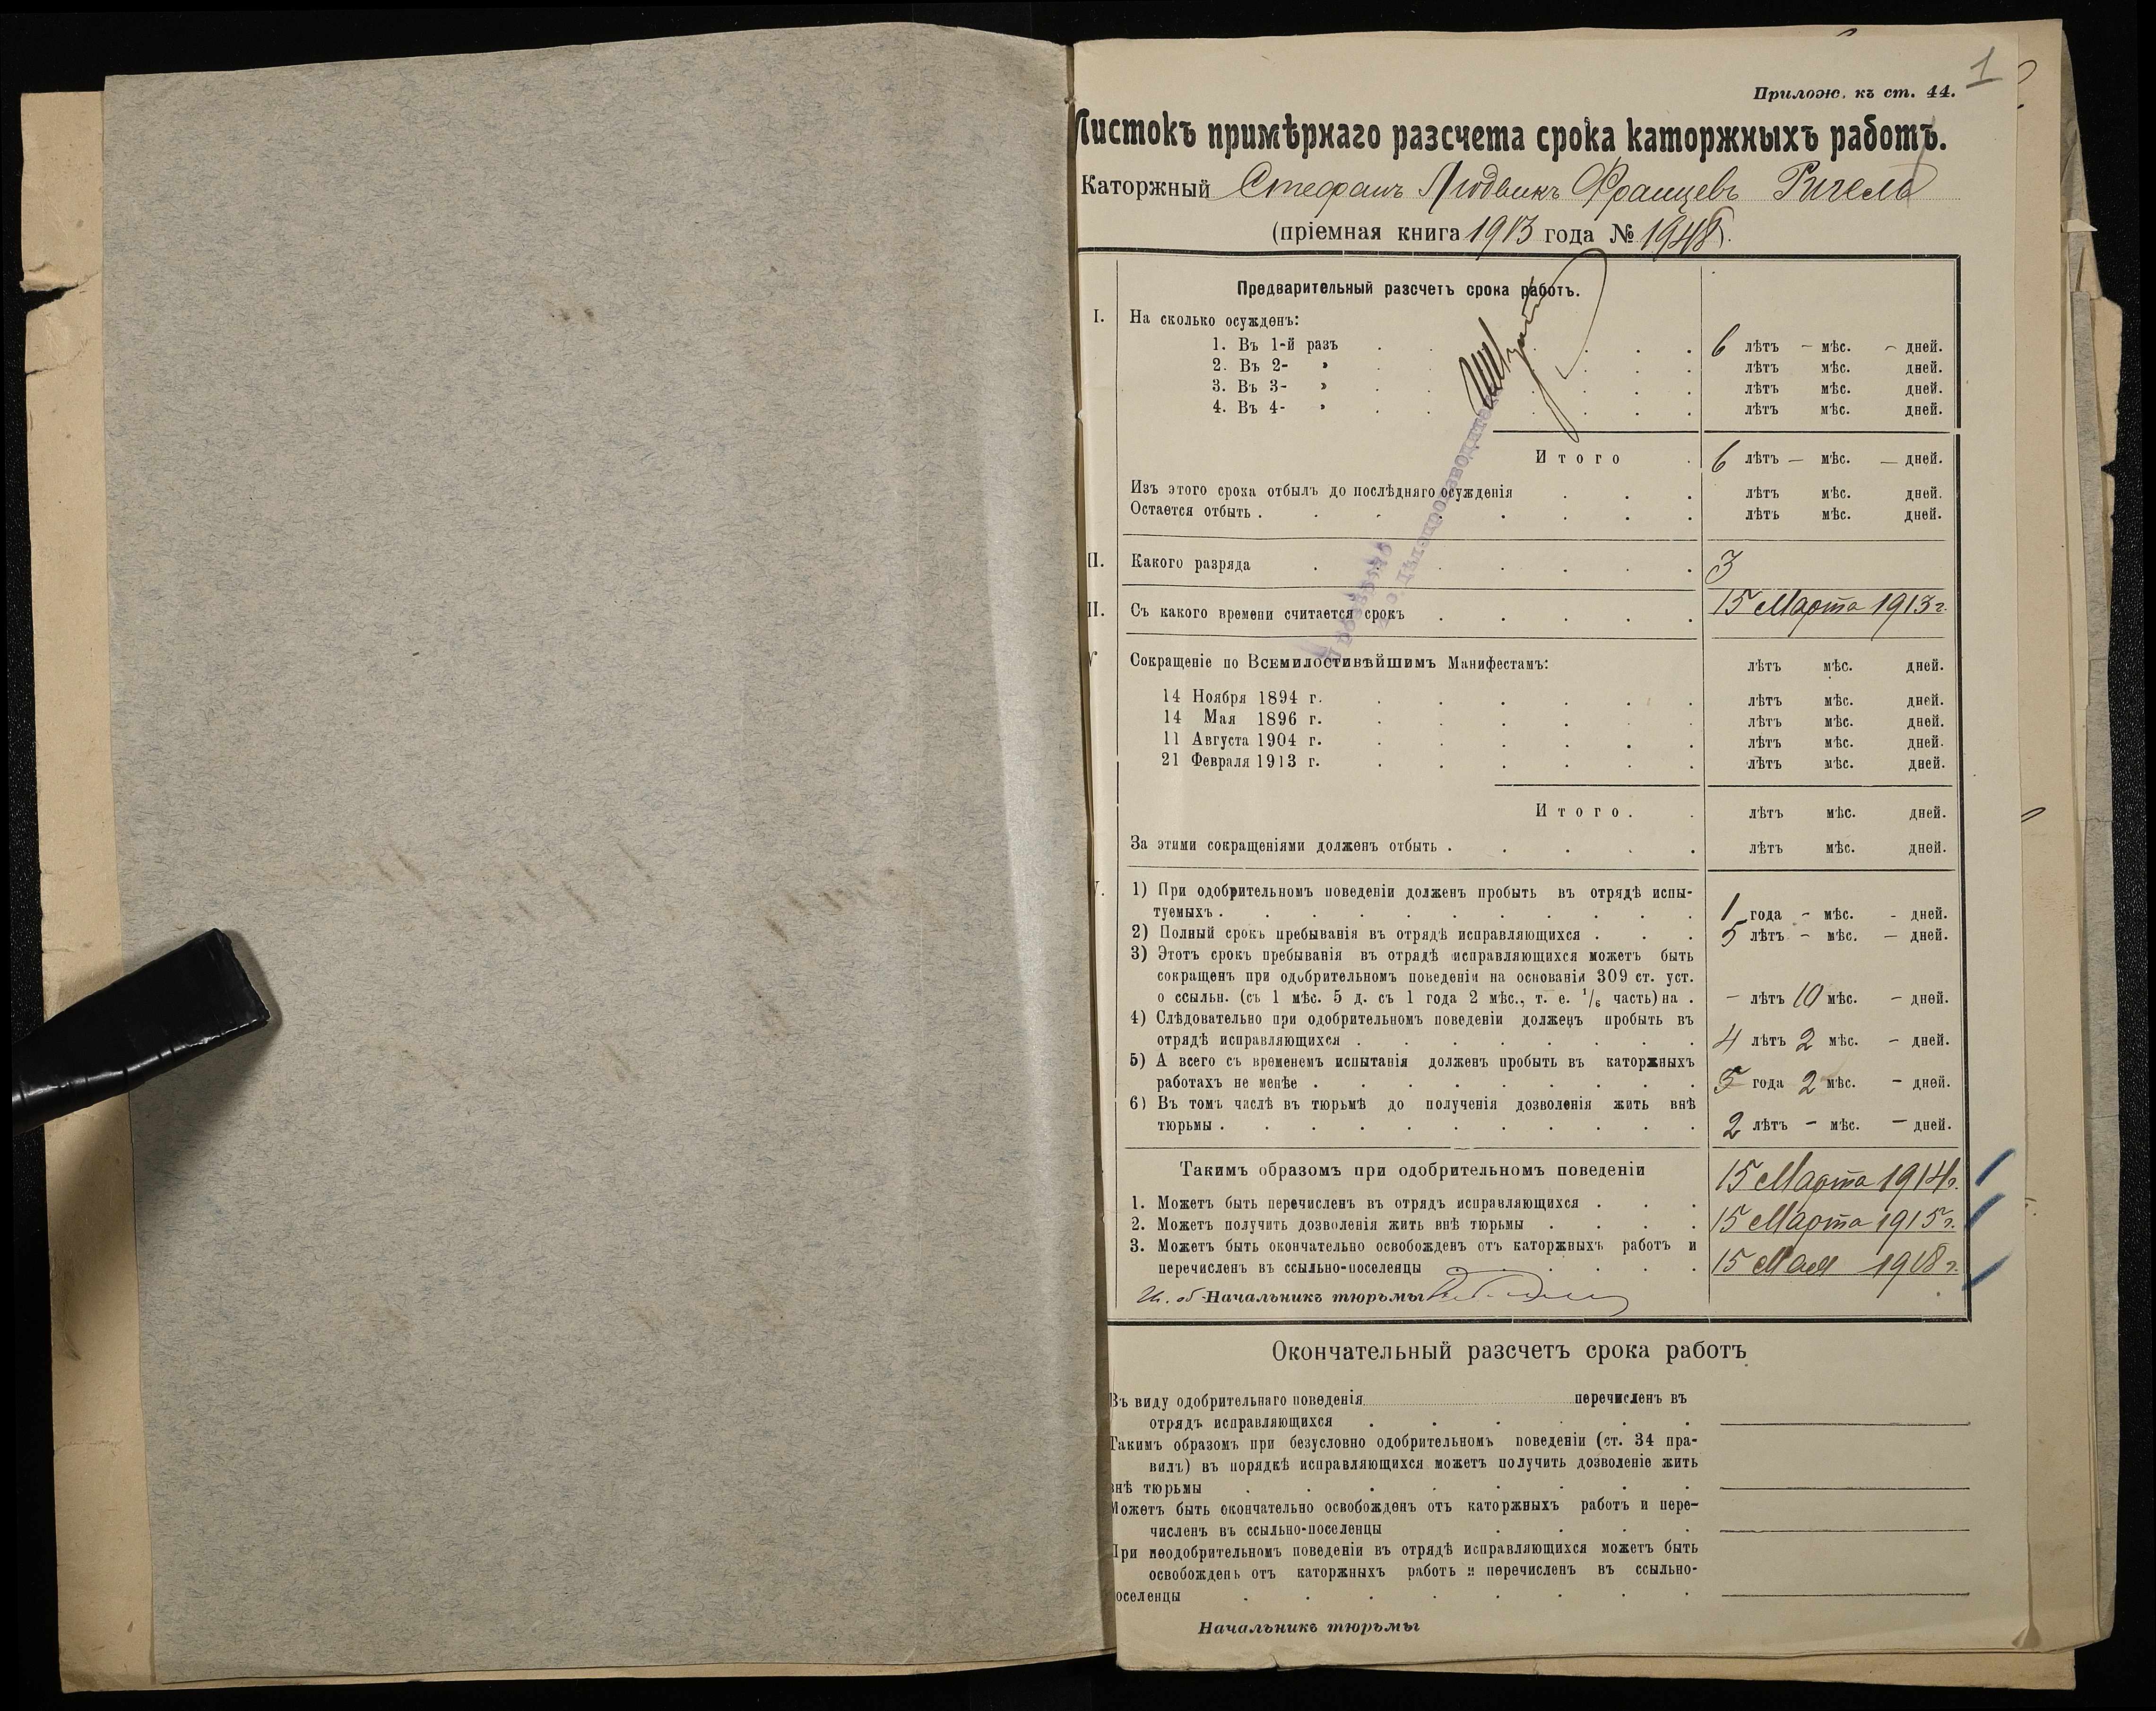 1
Прилож. къ ст. 44.
Листокъ примѣрнаго разсчета срока каторжныхъ работъ.
Каторжный Стефанъ Людвикъ Францевъ Ригель
(пріемная книга 1913 года № 1948).
Предварительный разсчетъ срока работъ.
I. На сколько осужденъ:
1. Въ 1-й разъ . . . . 6 лѣтъ – мѣс. – дней.
2. Въ 2- » . . . . лѣтъ мѣс. дней.
3. Въ 3- » . . . . лѣтъ мѣс. дней.
4. Въ 4- » . . . . лѣтъ мѣс. дней.
Итого . 6 лѣтъ – мѣс. – дней.
Изъ этого срока отбылъ до послѣдняго осужденія . . . лѣтъ мѣс. дней.
Остается отбыть . . . . . . . лѣтъ мѣс. дней.
II. Какого разряда . . . . . . 3
II. Съ какого времени считается срокъ . . . . . 15 Марта 1913 г.
Провѣрено
Дѣлопроизводитель
V Сокращеніе по Всемилостивѣйшимъ Манифестамъ: лѣтъ мѣс. дней.
14 Ноября 1894 г. . . . . . . лѣтъ мѣс. дней.
14 Мая 1896 г. . . . . . . лѣтъ мѣс. дней.
11 Августа 1904 г. . . . . . . лѣтъ мѣс. дней.
21 Февраля 1913 г. . . . . . . лѣтъ мѣс. дней.
Итого. . лѣтъ мѣс. дней.
За этими сокращеніями долженъ отбыть . . . . . лѣтъ мѣс. дней.
V. 1) При одобрительномъ поведеніи долженъ пробыть въ отрядѣ испы-
туемыхъ . . . . . . . . . . . 1 года – мѣс. – дней.
2) Полный срокъ пребыванія въ отрядѣ исправляющихся . . . 5 лѣтъ – мѣс. – дней.
3) Этотъ срокъ пребыванія въ отрядѣ исправляющихся можетъ быть
сокращенъ при одобрительномъ поведеніи на основаніи 309 ст. уст.
о ссыльн. (съ 1 мѣс. 5 д. съ 1 года 2 мѣс., т. е. 1/6 часть) на . – лѣтъ 10 мѣс. – дней.
4) Слѣдовательно при одобрительномъ поведеніи долженъ пробыть въ
отрядѣ исправляющихся . . . . . . . . 4 лѣтъ 2 мѣс. – дней.
5) А всего съ временемъ испытанія долженъ пробыть въ каторжныхъ
работахъ не менѣе . . . . . . . . . 5 года 2 мѣс. – дней.
6) Въ томъ числѣ въ тюрьмѣ до полученія дозволенія жить внѣ
тюрьмы . . . . . . . . . . . 2 лѣтъ – мѣс. – дней.
Такимъ образомъ при одобрительномъ поведеніи
1. Можетъ быть перечисленъ въ отрядъ исправляющихся . . . 15 Марта 1914 г.
2. Можетъ получить дозволенія жить внѣ тюрьмы . . . . 15 Марта 1915 г.
3. Можетъ быть окончательно освобожденъ отъ каторжныхъ работъ и
перечисленъ въ ссыльно-поселенцы . . . . . 15 Мая 1918 г.
И. об. Начальникъ тюрьмы
Окончательный разсчетъ срока работъ
Въ виду одобрительнаго поведенія перечисленъ въ
отрядъ исправляющихся . . . . . .
Такимъ образомъ при безусловно одобрительномъ поведеніи (ст. 34 пра-
вилъ) въ порядкѣ исправляющихся можетъ получить дозволеніе жить
внѣ тюрьмы . . . . . . . .
Можетъ быть окончательно освобожденъ отъ каторжныхъ работъ и пере-
численъ въ ссыльно-поселенцы . . . .
При неодобрительномъ поведеніи въ отрядѣ исправляющихся можетъ быть
освобожденъ отъ каторжныхъ работъ и перечисленъ въ ссыльно-
оселенцы . . . . . . . .
Начальникъ тюрьмы